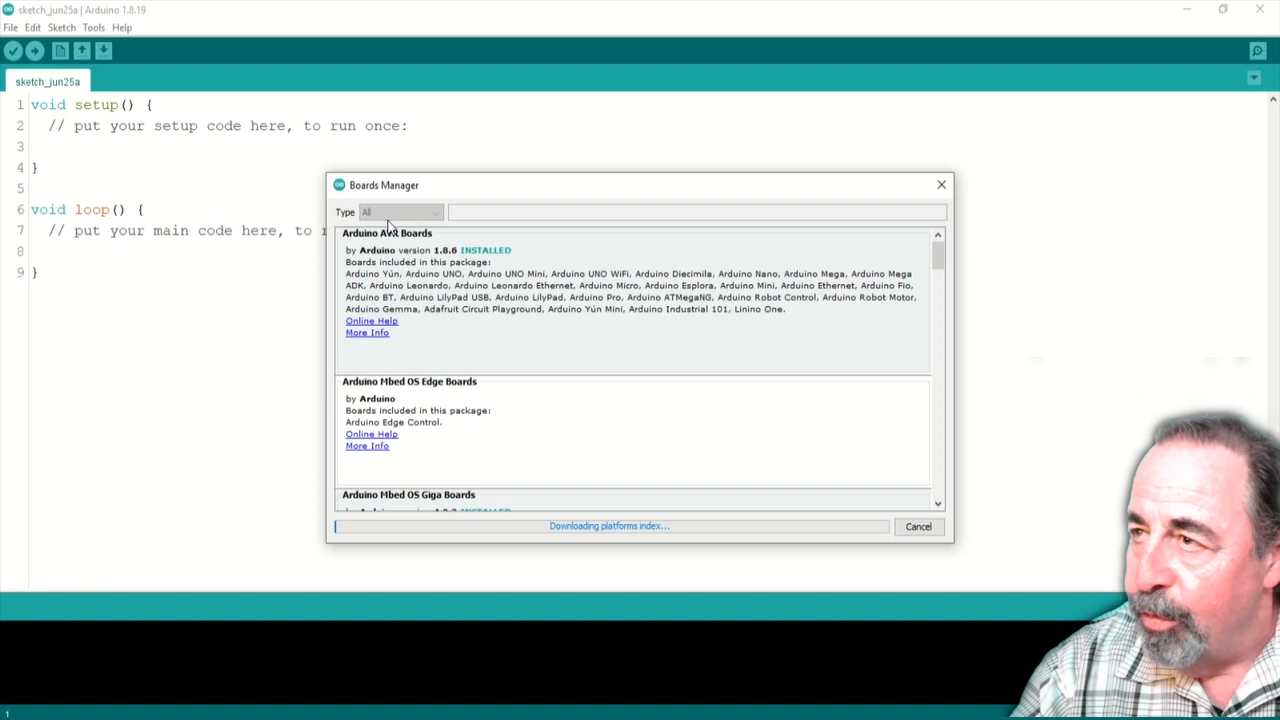 sketch_jun25a | Arduino 1.8.19
File Edit Sketch Tools Help
sketch_jun25a
1 void setup() {
2 // put your setup code here, to run once:
3
4 }
5
6 void loop() {
7 // put your main code here, to
8
9 }
Boards Manager
Type All
Arduino AVR Boards
by Arduino version 1.8.6 INSTALLED
Boards included in this package:
Arduino Yún, Arduino UNO, Arduino UNO Mini, Arduino UNO WiFi, Arduino Diecimila, Arduino Nano, Arduino Mega, Arduino Mega
ADK, Arduino Leonardo, Arduino Leonardo Ethernet, Arduino Micro, Arduino Esplora, Arduino Mini, Arduino Ethernet, Arduino Fio,
Arduino BT, Arduino LilyPad USB, Arduino LilyPad, Arduino Pro, Arduino ATMegaNG, Arduino Robot Control, Arduino Robot Motor,
Arduino Gemma, Adafruit Circuit Playground, Arduino Yún Mini, Arduino Industrial 101, Linino One.
Online Help
More Info
Arduino Mbed OS Edge Boards
by Arduino
Boards included in this package:
Arduino Edge Control.
Online Help
More Info
Arduino Mbed OS Giga Boards
Downloading platforms index...
Cancel
1